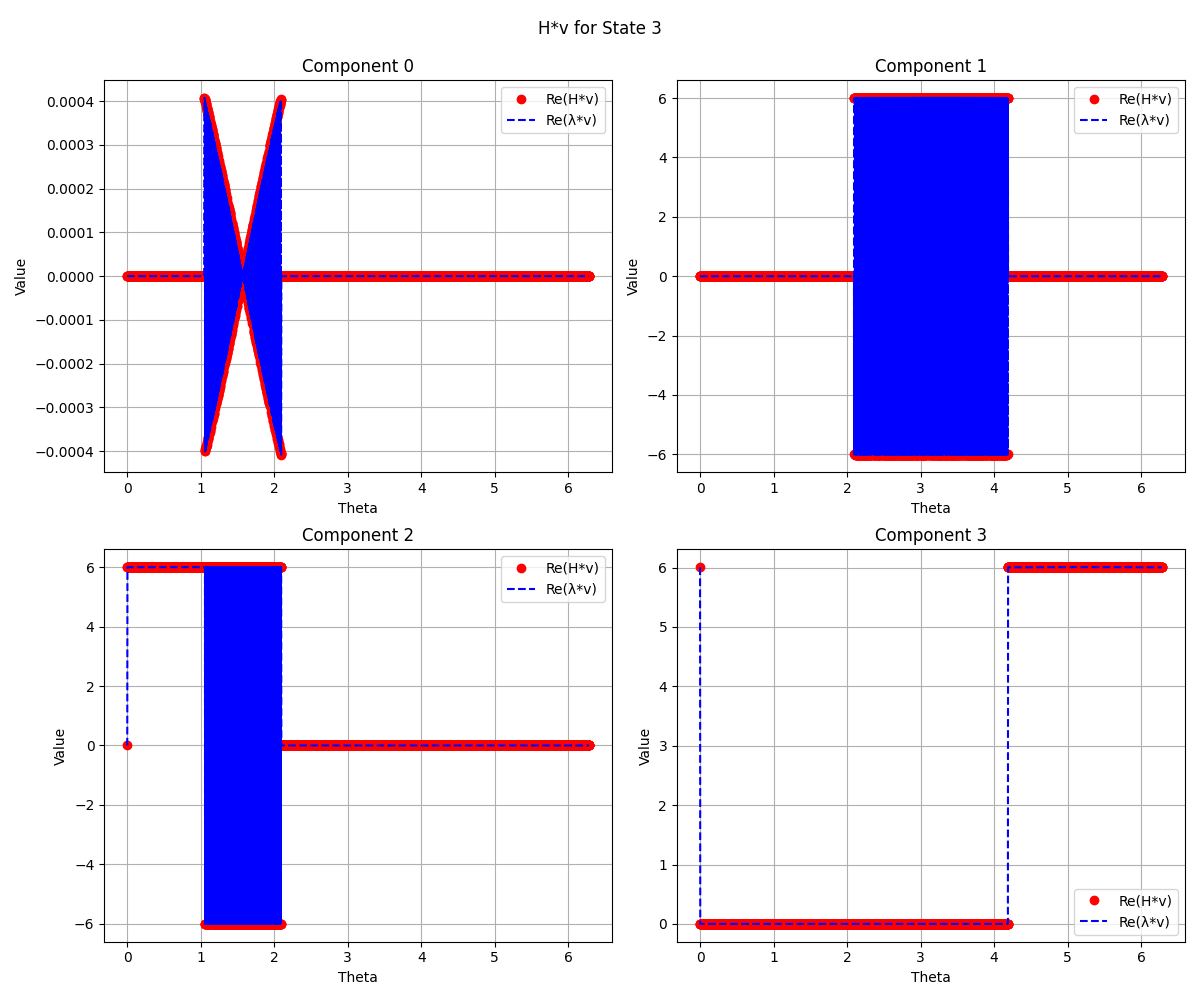 H*v for State 3
Component 0
0.0004
0.0003
0.0002
0.0001
0.0000
−0.0001
−0.0002
−0.0003
−0.0004
Value
0 1 2 3 4 5 6
Theta
Re(H*v)
Re(λ*v)
Component 1
6
4
2
0
−2
−4
−6
Value
0 1 2 3 4 5 6
Theta
Re(H*v)
Re(λ*v)
Component 2
6
4
2
0
−2
−4
−6
Value
0 1 2 3 4 5 6
Theta
Re(H*v)
Re(λ*v)
Component 3
6
5
4
3
2
1
0
Value
0 1 2 3 4 5 6
Theta
Re(H*v)
Re(λ*v)